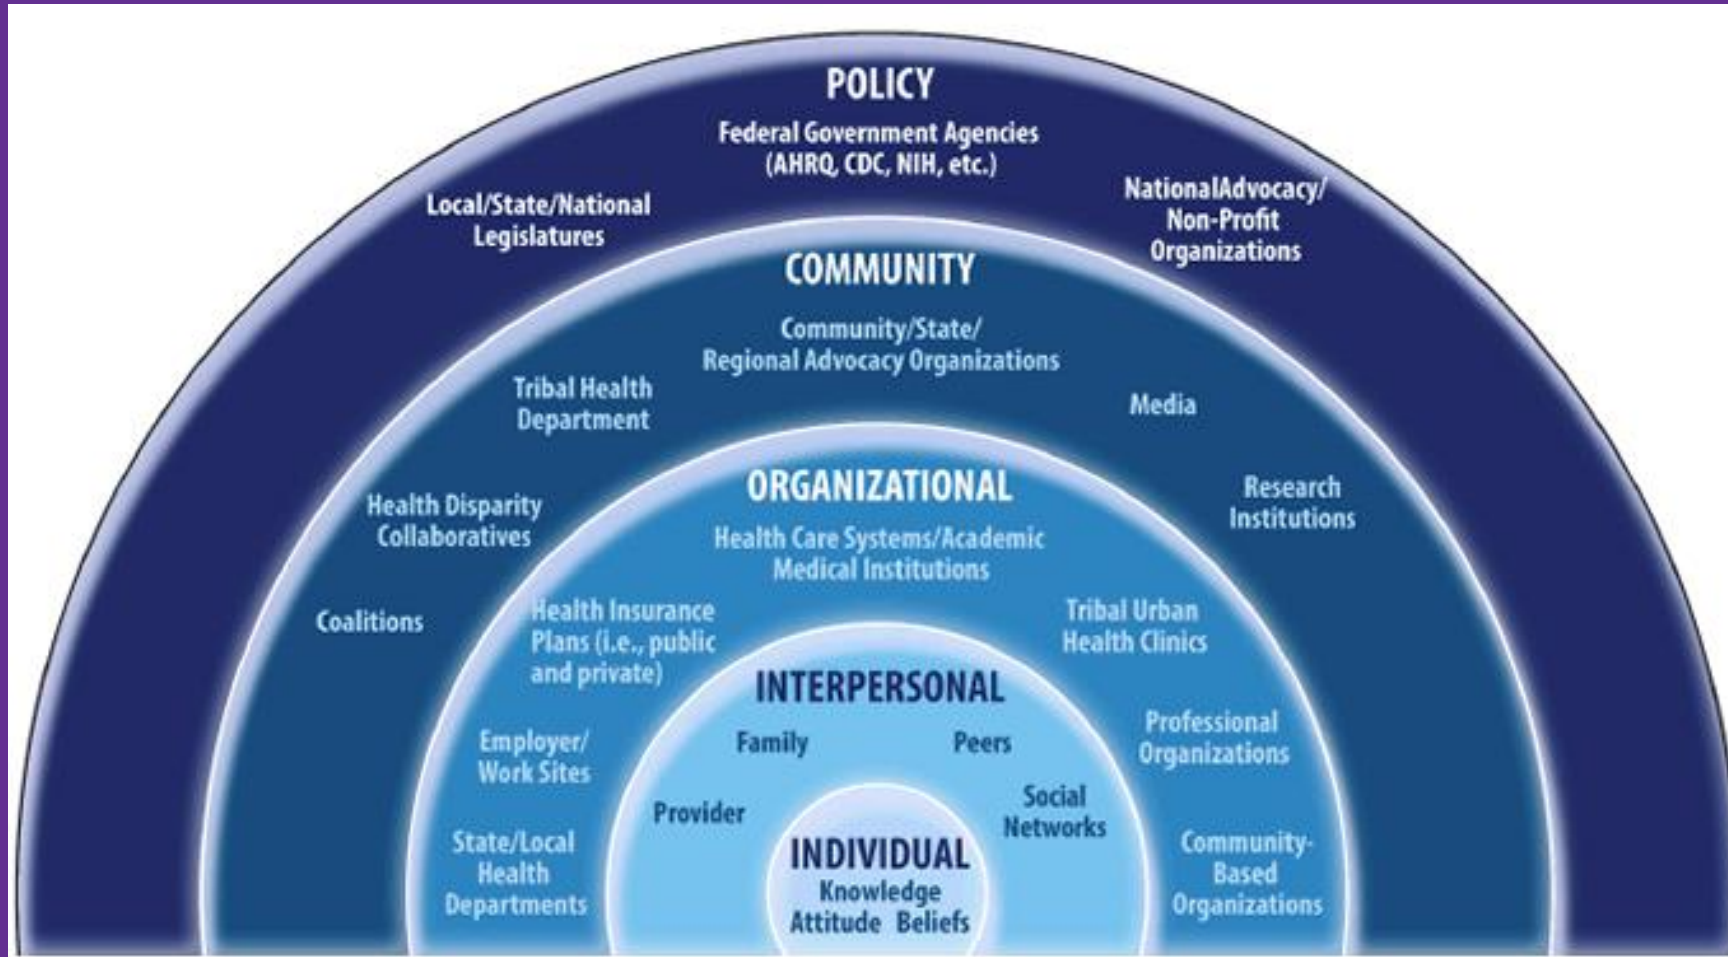 POLICY
Federal Government Agencies
(AHRQ, CDC, NIH, etc.)
Local/State/National
Legislatures
NationalAdvocacy/
Non-Profit
Organizations
COMMUNITY
Community/State/
Regional Advocacy Organizations
Tribal Health
Department
Media
Health Disparity
Collaboratives
Research
Institutions
Coalitions
ORGANIZATIONAL
Health Care Systems/Academic
Medical Institutions
Health Insurance
Plans (i.e., public
and private)
Tribal Urban
Health Clinics
Employer/
Work Sites
Professional
Organizations
State/Local
Health
Departments
Community-
Based
Organizations
INTERPERSONAL
Family
Peers
Provider
Social
Networks
INDIVIDUAL
Knowledge
Attitude Beliefs